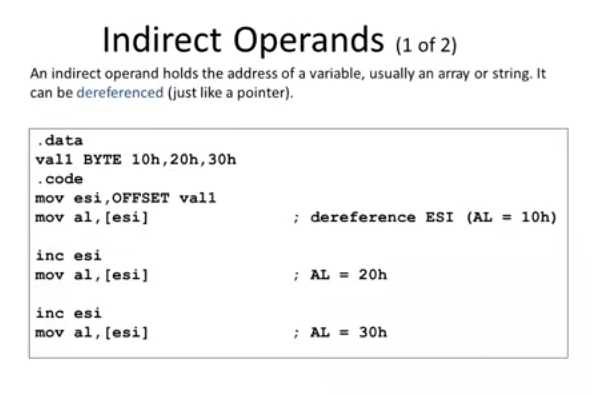 Indirect Operands (1 of 2)
An indirect operand holds the address of a variable, usually an array or string. It
can be dereferenced (just like a pointer).
.data
val1 BYTE 10h,20h,30h
.code
mov esi,OFFSET val1
mov al,[esi] ; dereference ESI (AL = 10h)
inc esi
mov al,[esi] ; AL = 20h
inc esi
mov al,[esi] ; AL = 30h